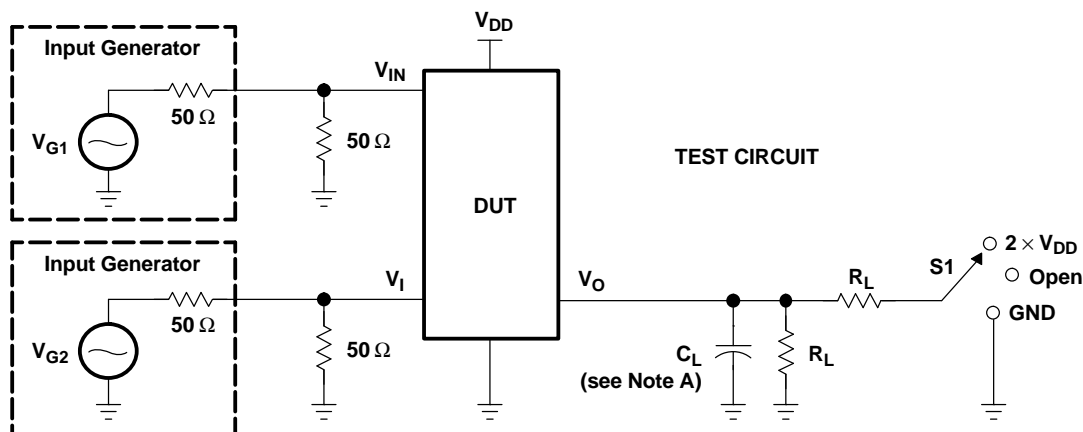 Input Generator
V_G1
50 Ω
50 Ω
V_IN
V_DD
DUT
TEST CIRCUIT
Input Generator
V_G2
50 Ω
50 Ω
V_I
V_O
C_L
(see Note A)
R_L
R_L
S1
2 × V_DD
Open
GND